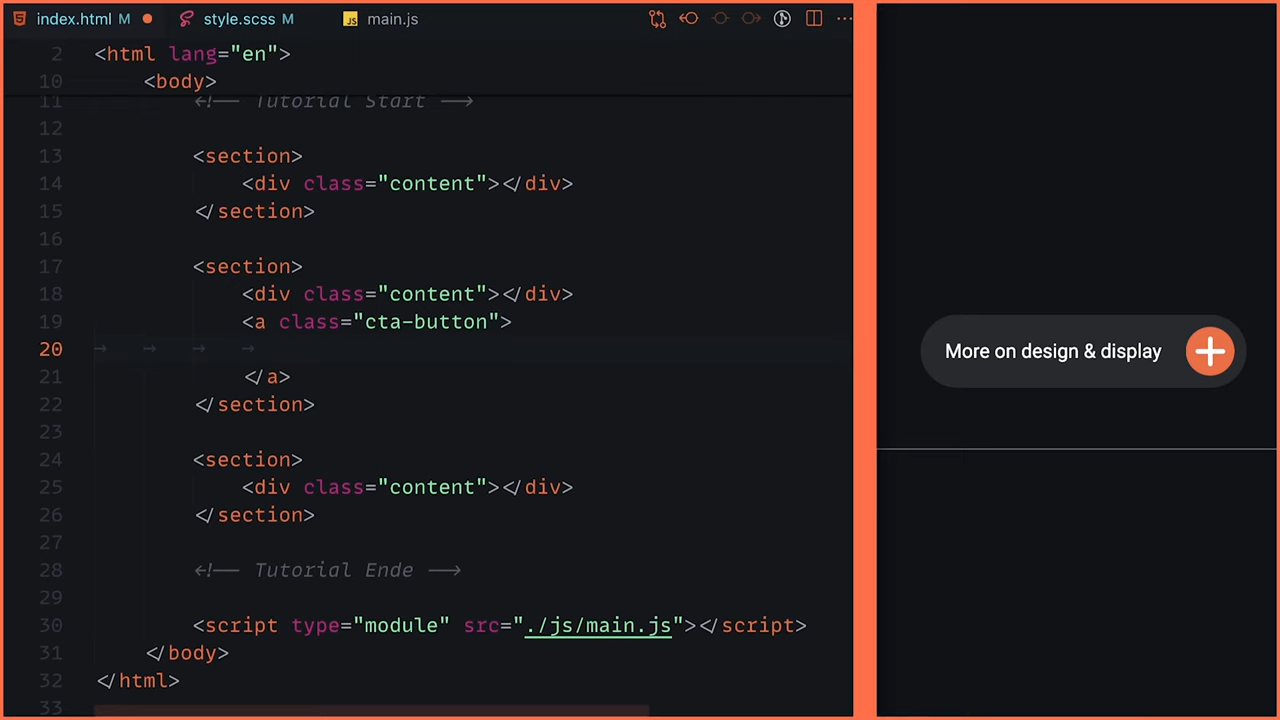 index.html M
style.scss M
JS main.js
2 <html lang="en">
10 <body>
11 <!-- Tutorial Start -->
12
13 <section>
14 <div class="content"></div>
15 </section>
16
17 <section>
18 <div class="content"></div>
19 <a class="cta-button">
20
21 </a>
22 </section>
23
24 <section>
25 <div class="content"></div>
26 </section>
27
28 <!-- Tutorial Ende -->
29
30 <script type="module" src="./js/main.js"></script>
31 </body>
32 </html>
33
More on design & display